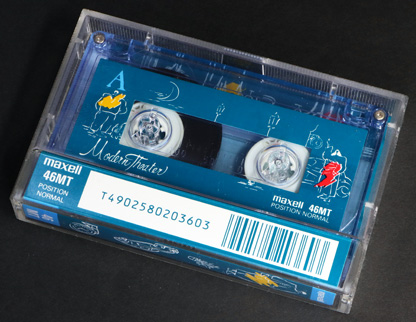 A
Modern Theater
maxell
46MT
POSITION NORMAL
maxell
46MT
POSITION
NORMAL
T4902580203603